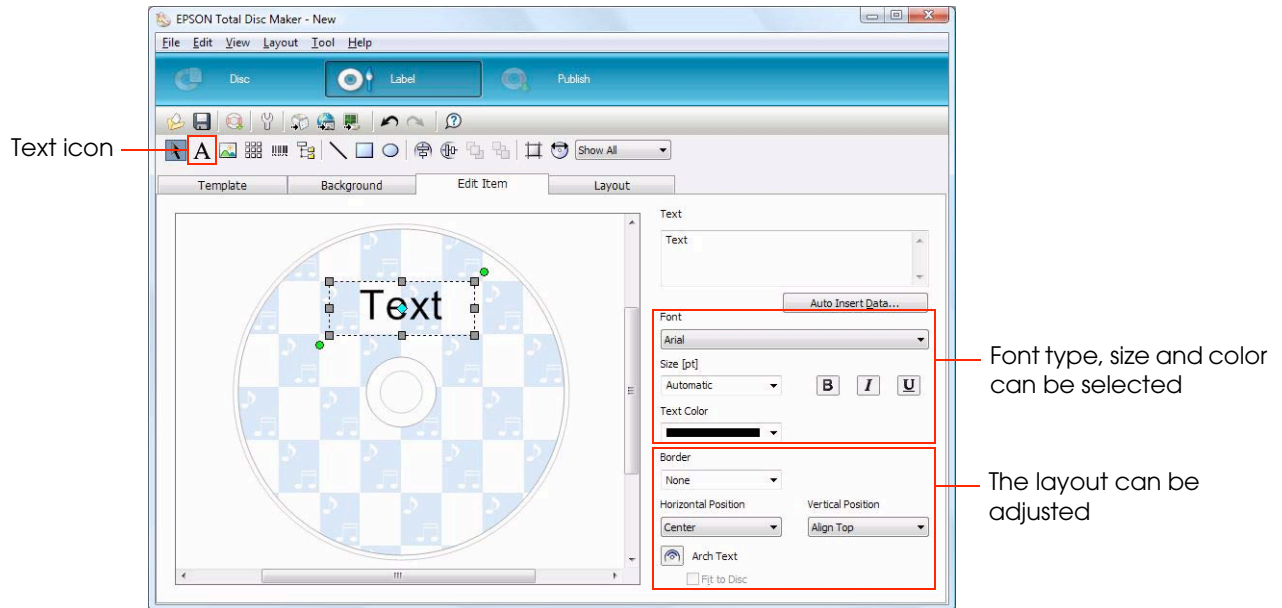 EPSON Total Disc Maker - New
File Edit View Layout Tool Help
Disc Label Publish
Text icon
A Show All
Template Background Edit Item Layout
Text
Text
Text
Auto Insert Data...
Font
Arial
Size [pt]
Automatic B I U
Text Color
Font type, size and color
can be selected
Border
None
Horizontal Position Vertical Position
Center Align Top
Arch Text
Fit to Disc
The layout can be
adjusted